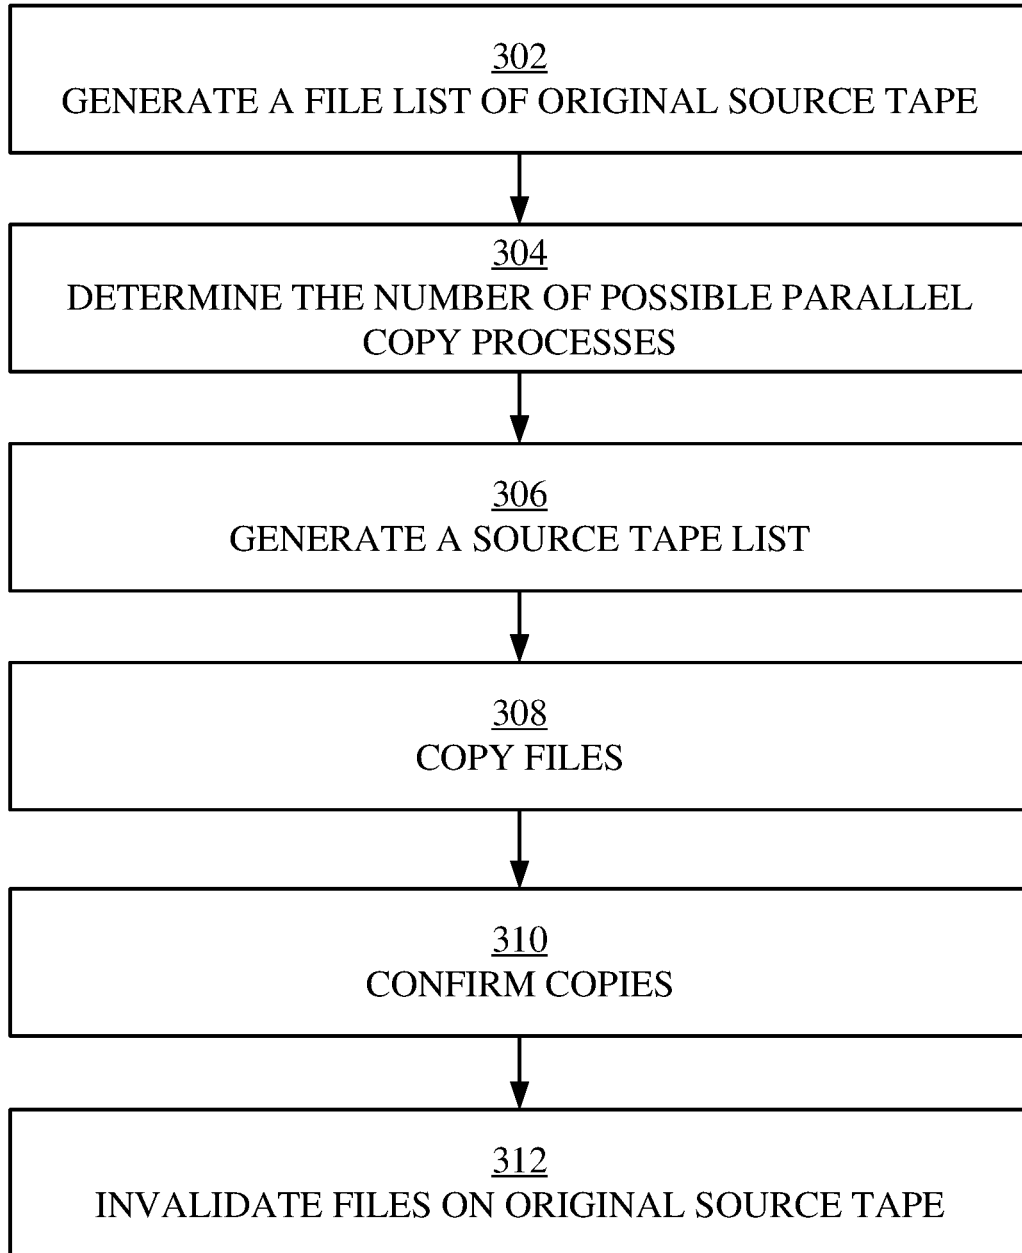 302
GENERATE A FILE LIST OF ORIGINAL SOURCE TAPE
304
DETERMINE THE NUMBER OF POSSIBLE PARALLEL
COPY PROCESSES
306
GENERATE A SOURCE TAPE LIST
308
COPY FILES
310
CONFIRM COPIES
312
INVALIDATE FILES ON ORIGINAL SOURCE TAPE